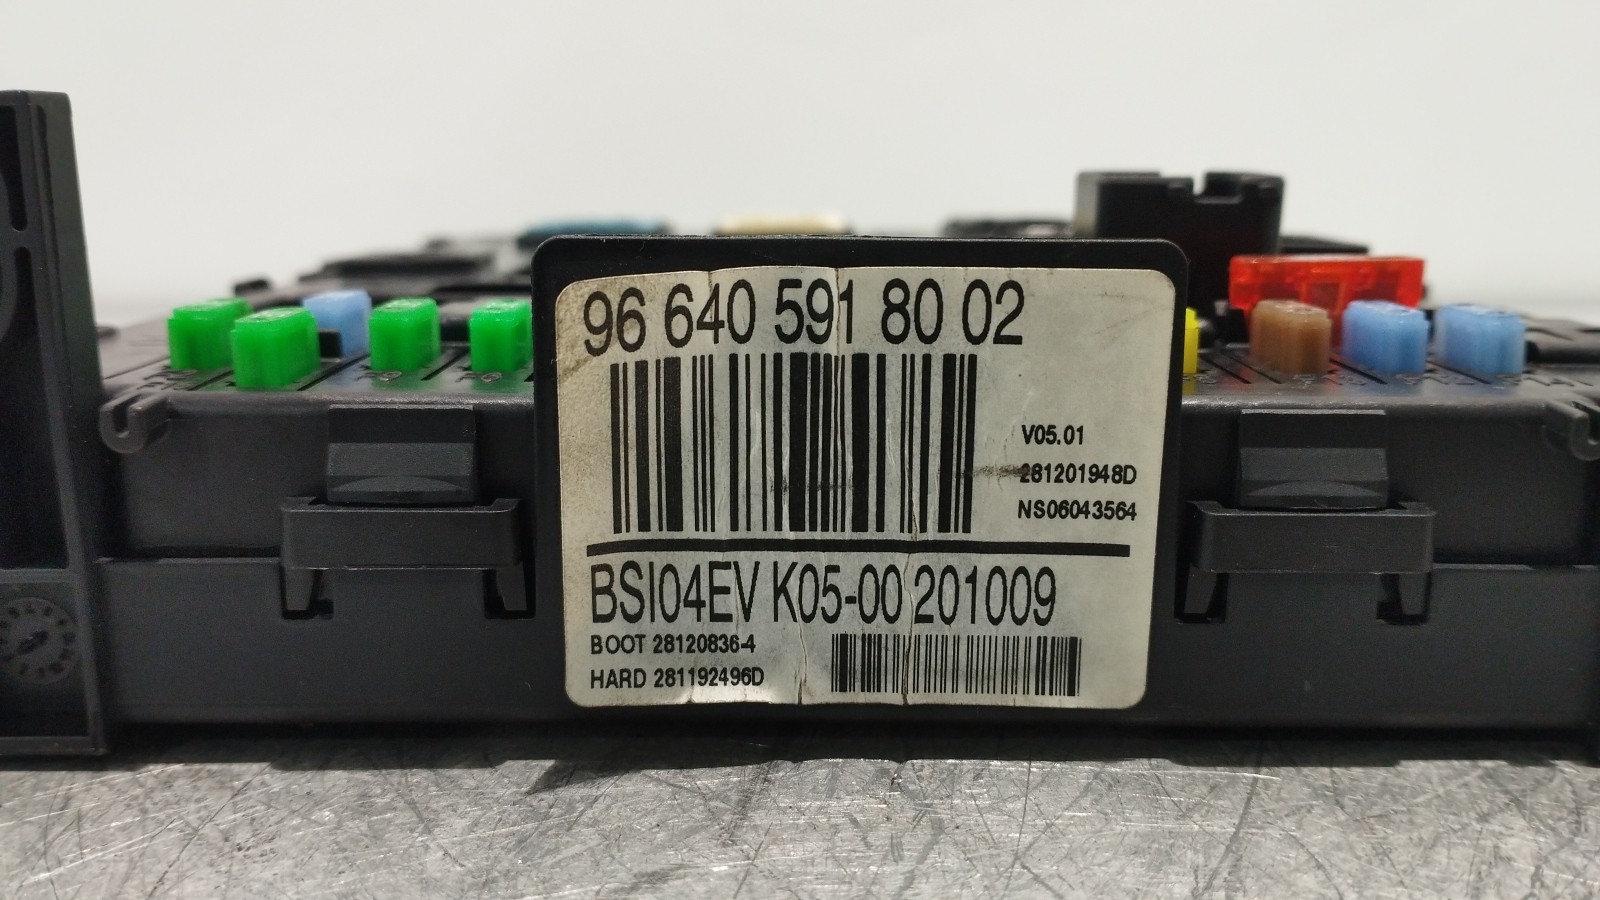 96 640 591 80 02
V05.01
281201948D
NS06043564
BSI04EV K05-00 201009
BOOT 28120836-4
HARD 281192496D